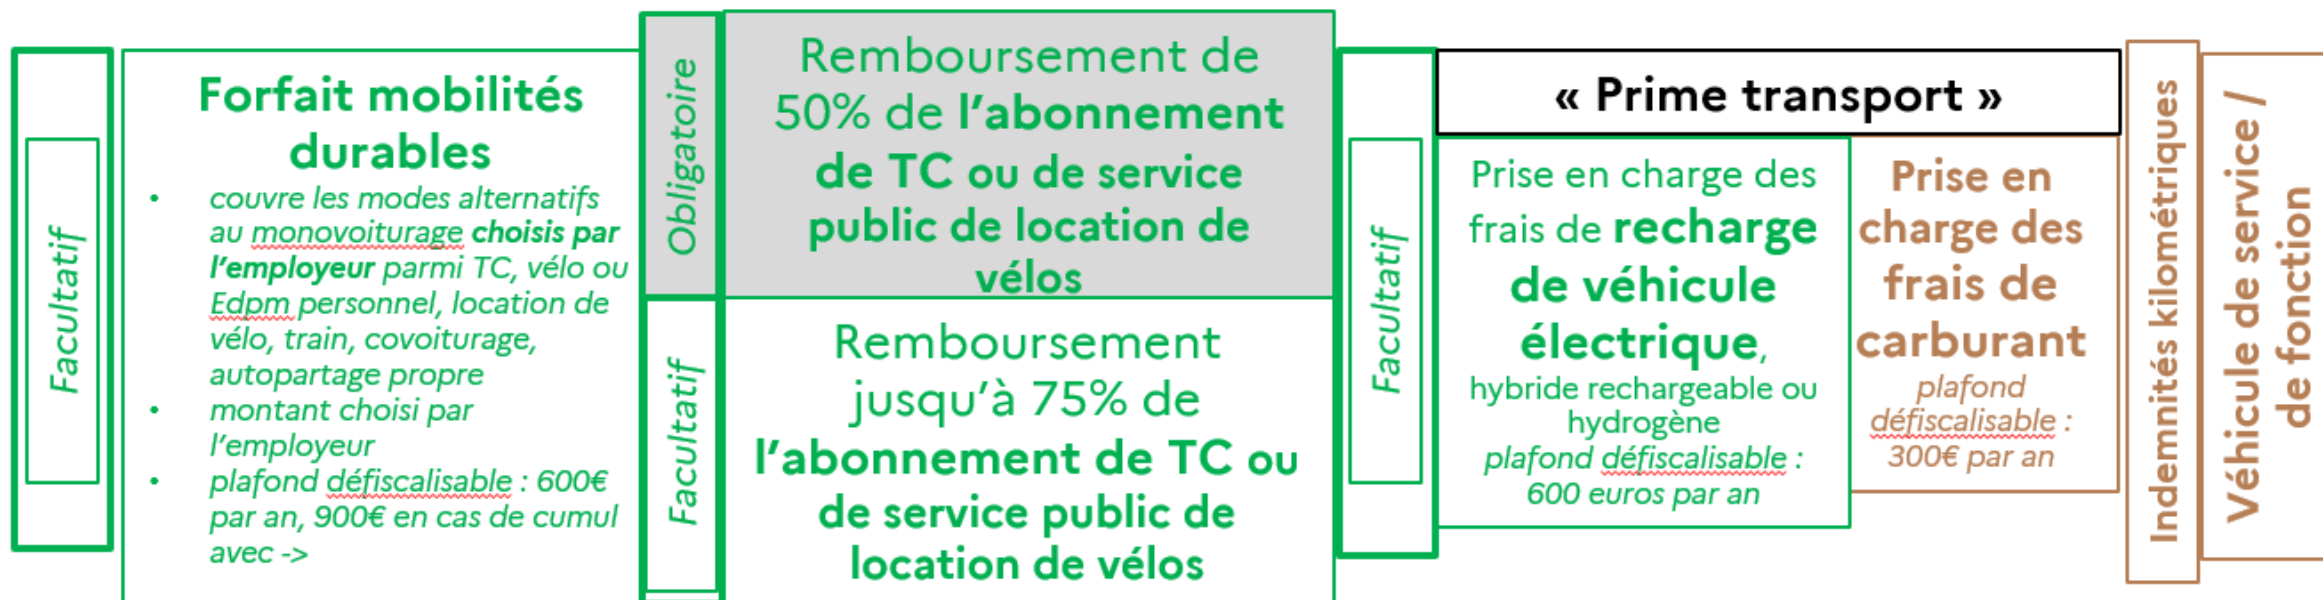 Facultatif
Forfait mobilités
durables
• couvre les modes alternatifs
au monovoiturage choisis par
l'employeur parmi TC, vélo ou
Edpm personnel, location de
vélo, train, covoiturage,
autopartage propre
• montant choisi par
l'employeur
• plafond défiscalisable : 600€
par an, 900€ en cas de cumul
avec ->
Obligatoire
Remboursement de
50% de l'abonnement
de TC ou de service
public de location de
vélos
Facultatif
Remboursement
jusqu'à 75% de
l'abonnement de TC ou
de service public de
location de vélos
Facultatif
« Prime transport »
Prise en charge des
frais de recharge
de véhicule
électrique,
hybride rechargeable ou
hydrogène
plafond défiscalisable :
600 euros par an
Prise en
charge des
frais de
carburant
plafond
défiscalisable :
300€ par an
Indemnités kilométriques
Véhicule de service /
de fonction